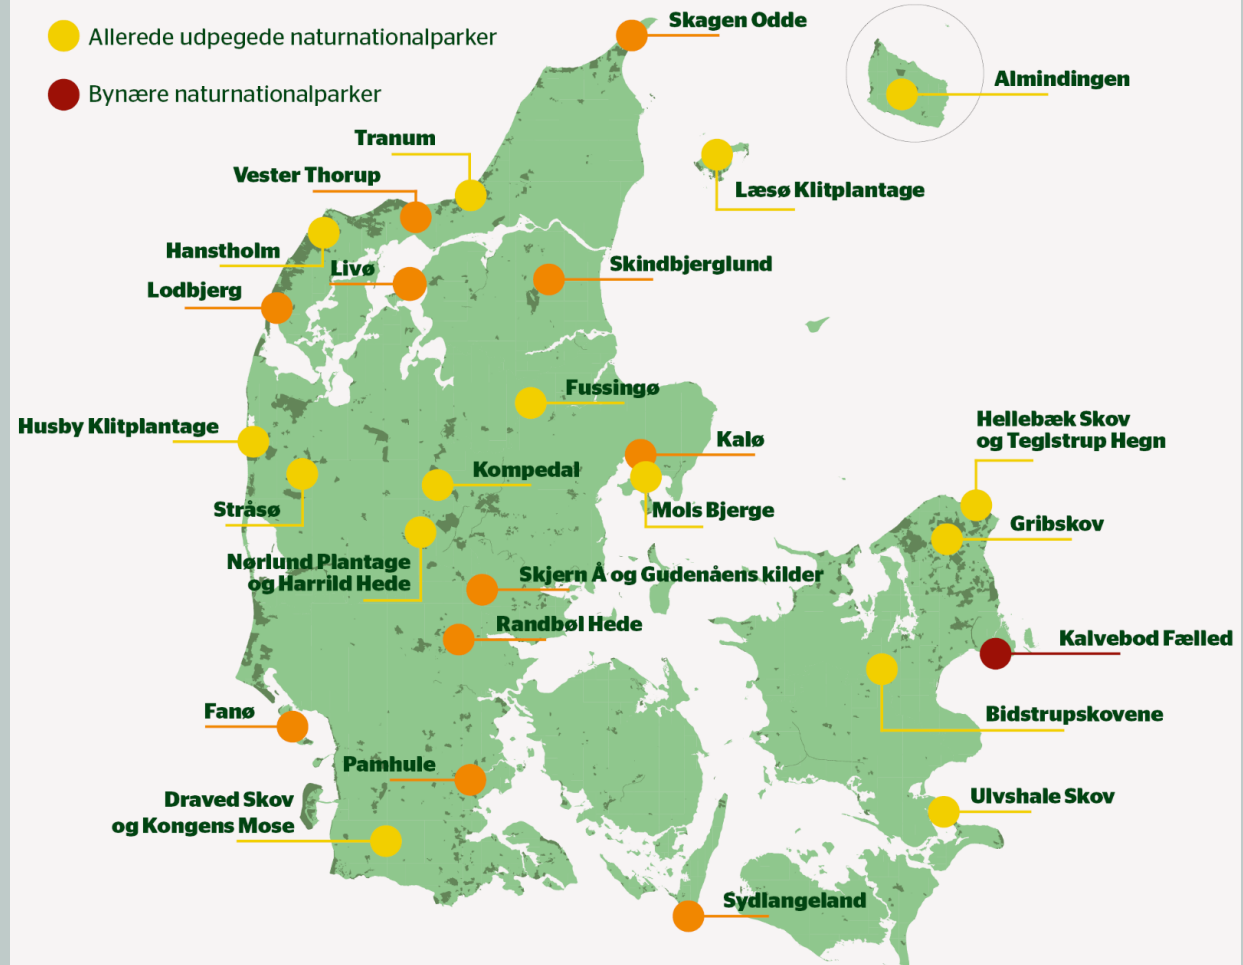 Allerede udpegede naturnationalparker
Bynære naturnationalparker
Skagen Odde
Almindingen
Tranum
Vester Thorup
Læsø Klitplantage
Hanstholm
Livø
Skindbjerglund
Lodbjerg
Fussingø
Husby Klitplantage
Kalø
Hellebæk Skov
og Teglstrup Hegn
Kompedal
Stråsø
Mols Bjerge
Gribskov
Nørlund Plantage
og Harrild Hede
Skjern Å og Gudenåens kilder
Randbøl Hede
Kalvebod Fælled
Fanø
Bidstrupskovene
Pamhule
Draved Skov
og Kongens Mose
Ulvshale Skov
Sydlangeland